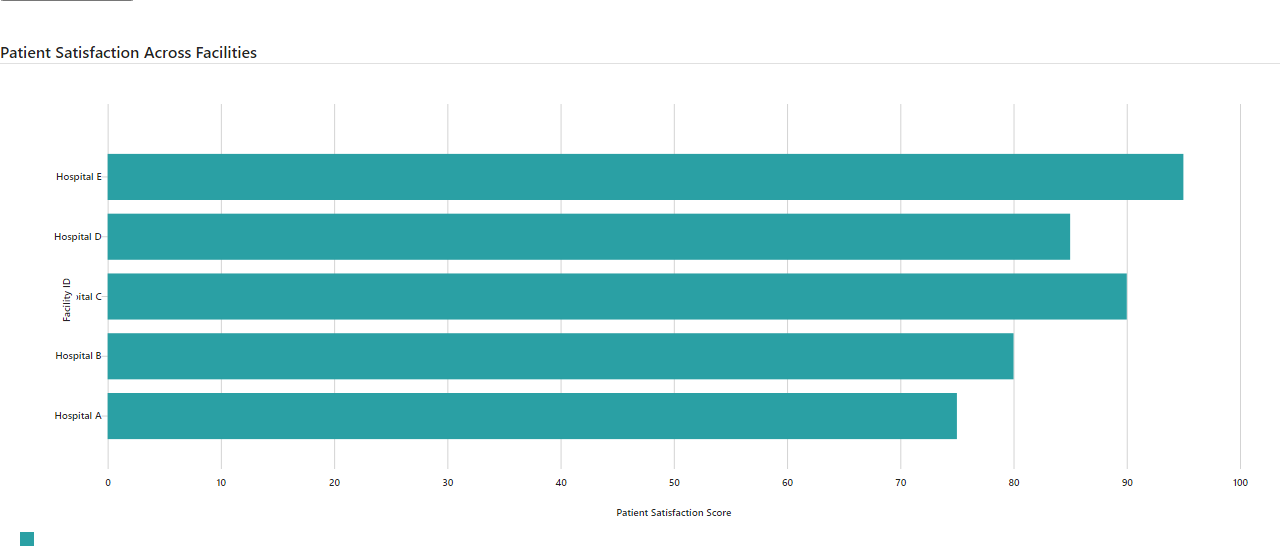 Patient Satisfaction Across Facilities
Hospital E
Hospital D
Facility ID
ital C
Hospital B
Hospital A
0 10 20 30 40 50 60 70 80 90 100
Patient Satisfaction Score